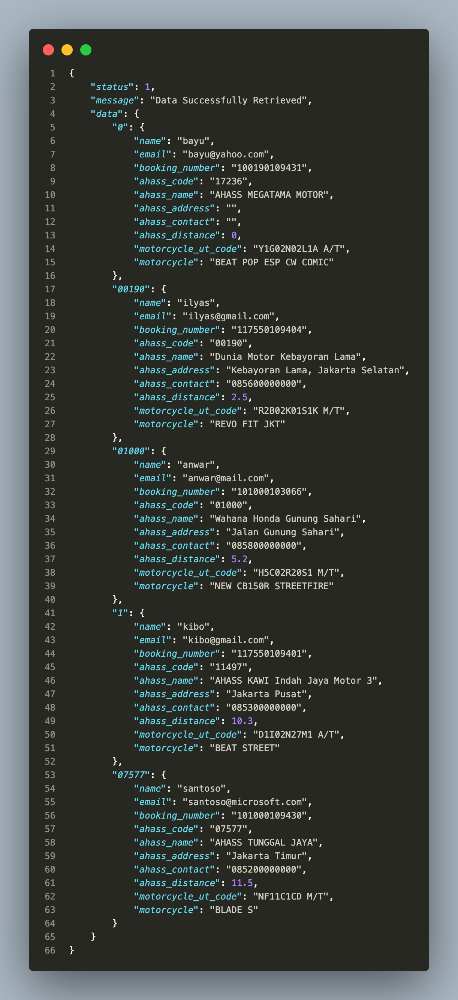 1 {
2     "status": 1,
3     "message": "Data Successfully Retrieved",
4     "data": {
5         "0": {
6             "name": "bayu",
7             "email": "bayu@yahoo.com",
8             "booking_number": "100190109431",
9             "ahass_code": "17236",
10             "ahass_name": "AHASS MEGATAMA MOTOR",
11             "ahass_address": "",
12             "ahass_contact": "",
13             "ahass_distance": 0,
14             "motorcycle_ut_code": "Y1G02N02L1A A/T",
15             "motorcycle": "BEAT POP ESP CW COMIC"
16         },
17         "00190": {
18             "name": "ilyas",
19             "email": "ilyas@gmail.com",
20             "booking_number": "117550109404",
21             "ahass_code": "00190",
22             "ahass_name": "Dunia Motor Kebayoran Lama",
23             "ahass_address": "Kebayoran Lama, Jakarta Selatan",
24             "ahass_contact": "085600000000",
25             "ahass_distance": 2.5,
26             "motorcycle_ut_code": "R2B02K01S1K M/T",
27             "motorcycle": "REVO FIT JKT"
28         },
29         "01000": {
30             "name": "anwar",
31             "email": "anwar@mail.com",
32             "booking_number": "101000103066",
33             "ahass_code": "01000",
34             "ahass_name": "Wahana Honda Gunung Sahari",
35             "ahass_address": "Jalan Gunung Sahari",
36             "ahass_contact": "085800000000",
37             "ahass_distance": 5.2,
38             "motorcycle_ut_code": "H5C02R20S1 M/T",
39             "motorcycle": "NEW CB150R STREETFIRE"
40         },
41         "1": {
42             "name": "kibo",
43             "email": "kibo@gmail.com",
44             "booking_number": "117550109401",
45             "ahass_code": "11497",
46             "ahass_name": "AHASS KAWI Indah Jaya Motor 3",
47             "ahass_address": "Jakarta Pusat",
48             "ahass_contact": "085300000000",
49             "ahass_distance": 10.3,
50             "motorcycle_ut_code": "D1I02N27M1 A/T",
51             "motorcycle": "BEAT STREET"
52         },
53         "07577": {
54             "name": "santoso",
55             "email": "santoso@microsoft.com",
56             "booking_number": "101000109430",
57             "ahass_code": "07577",
58             "ahass_name": "AHASS TUNGGAL JAYA",
59             "ahass_address": "Jakarta Timur",
60             "ahass_contact": "085200000000",
61             "ahass_distance": 11.5,
62             "motorcycle_ut_code": "NF11C1CD M/T",
63             "motorcycle": "BLADE S"
64         }
65     }
66 }